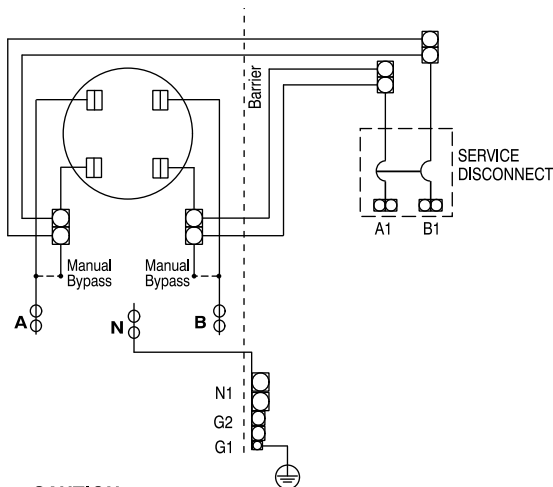 Barrier
SERVICE
DISCONNECT
A1
B1
Manual
Bypass
Manual
Bypass
A
N
B
N1
G2
G1